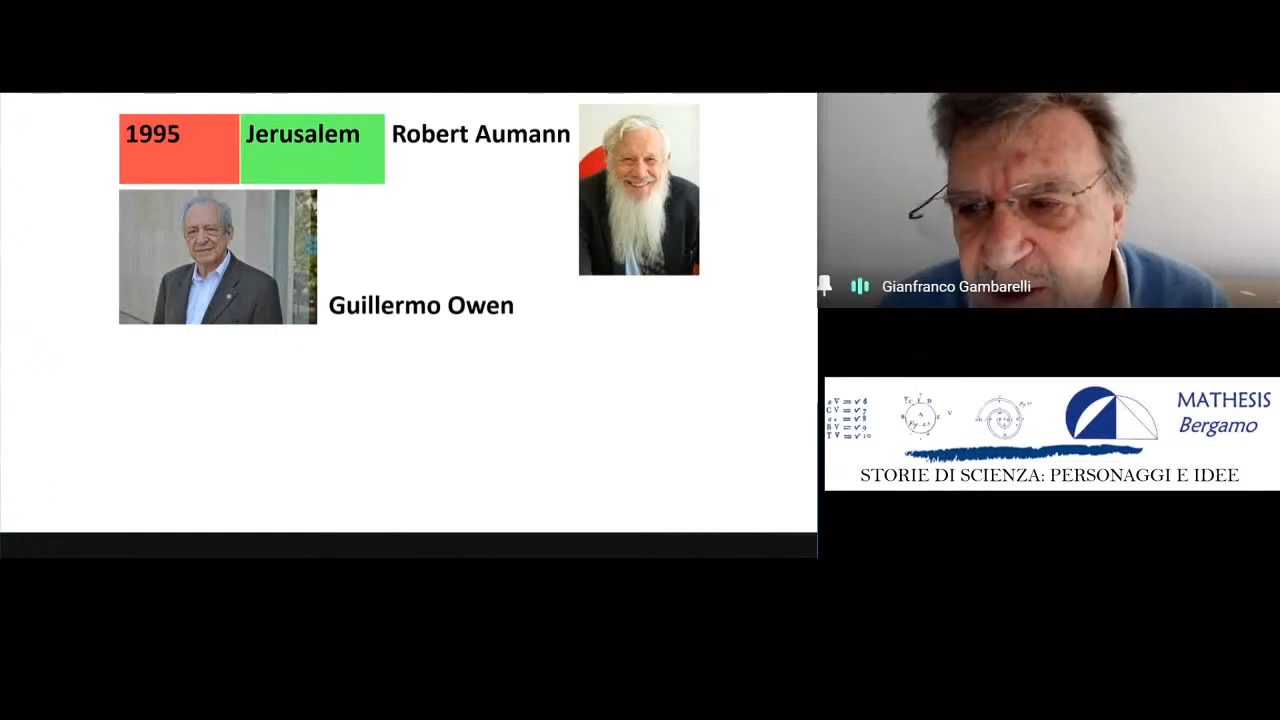 1995
Jerusalem
Robert Aumann
Guillermo Owen
Gianfranco Gambarelli
MATHESIS
Bergamo
STORIE DI SCIENZA: PERSONAGGI E IDEE